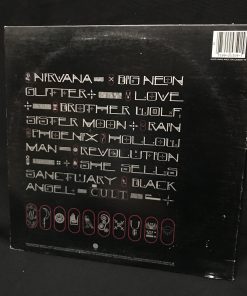 NIRVANA BIG NEON
GLITTER LOVE
BROTHER WOLF,
SISTER MOON RAIN
PHOENIX HOLLOW
MAN REVOLUTION
SHE SELLS
SANCTUARY BLACK
ANGEL CULT